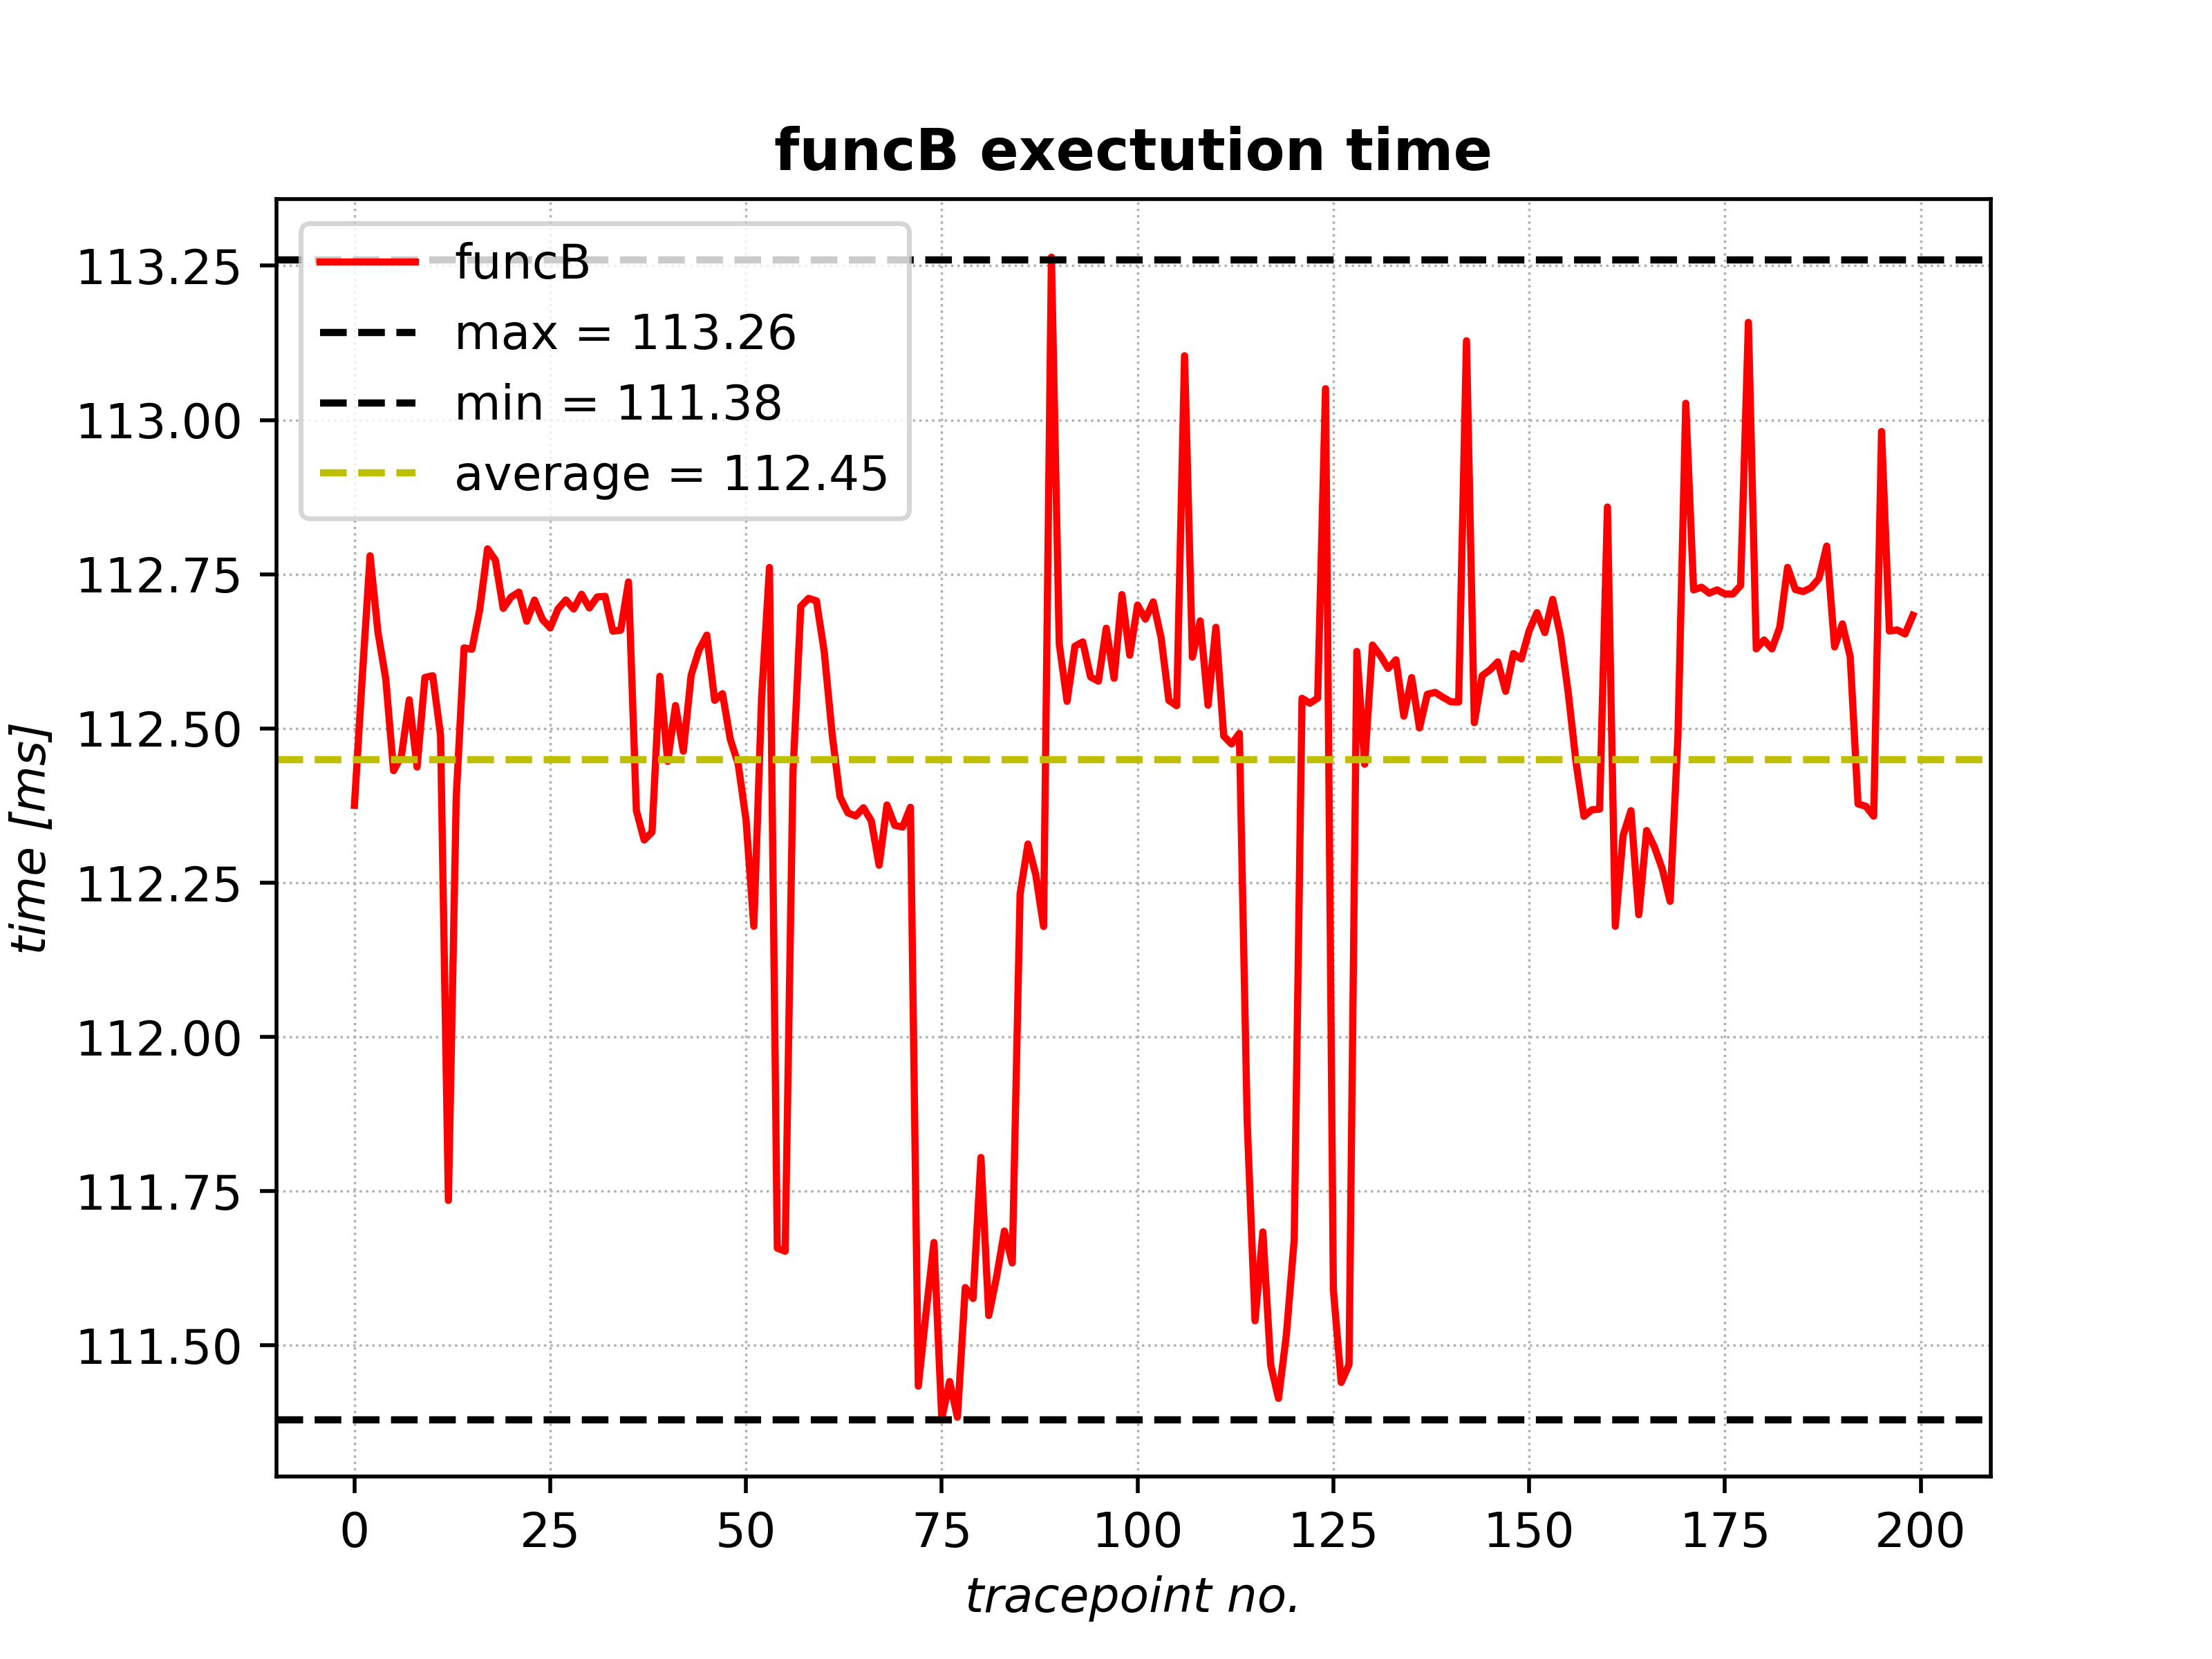 funcB exectution time
funcB
max = 113.26
min = 111.38
average = 112.45
113.25
113.00
112.75
112.50
112.25
112.00
111.75
111.50
time [ms]
0 25 50 75 100 125 150 175 200
tracepoint no.